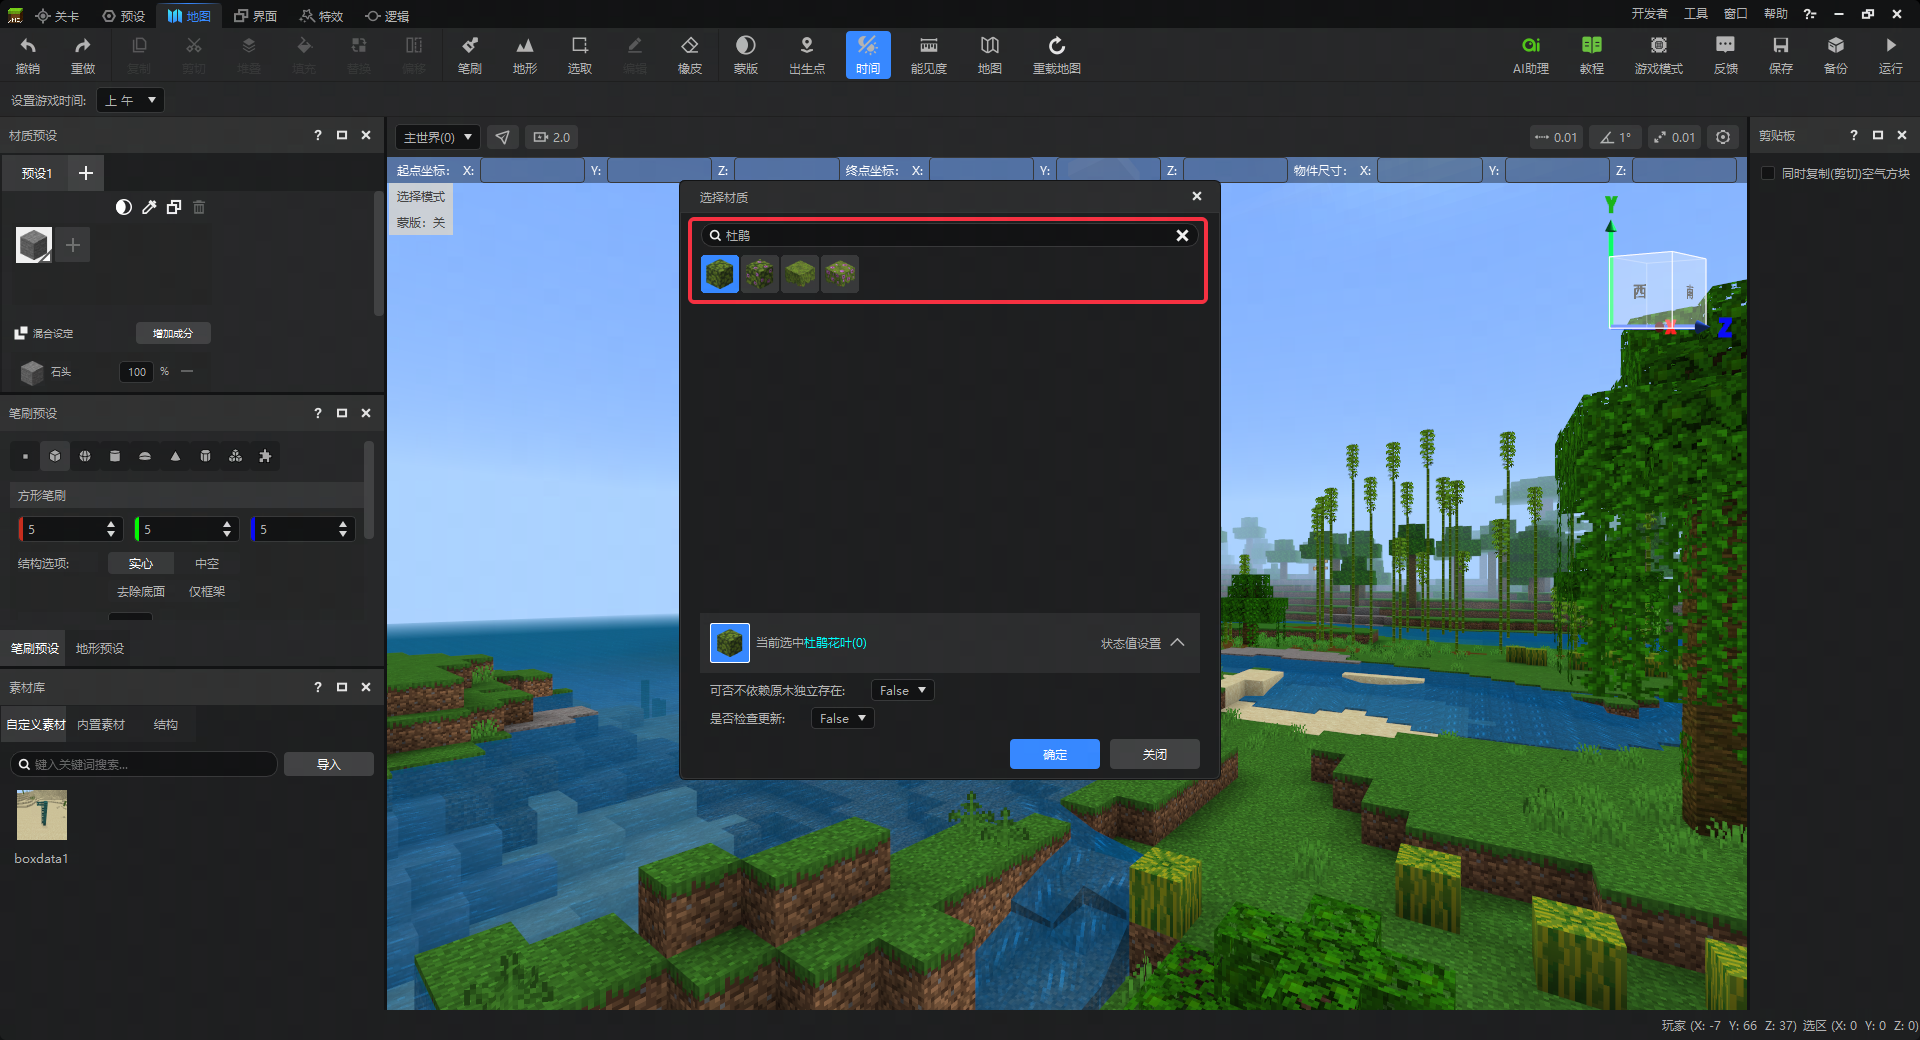 关卡 预设 地图 界面 特效 逻辑 开发者 工具 窗口 帮助 ?-
撤销 重做 复制 剪切 堆叠 填充 替换 偏移 笔刷 地形 选取 编辑 橡皮 蒙版 出生点 时间 能见度 地图 重载地图 AI助理 教程 游戏模式 反馈 保存 备份 运行
设置游戏时间: 上午
材质预设 ?
主世界(0) 2.0 0.01 1° 0.01
剪贴板 ?
预设1 +
起点坐标: X: Y: Z: 终点坐标: X: Y: Z: 物件尺寸: X: Y: Z:
同时复制(剪切)空气方块
选择模式
蒙版: 关
选择材质
杜鹃
Y
西 南
X Z
混合设定 增加成分
石头 100 %
笔刷预设 ?
方形笔刷
5 5 5
结构选项: 实心 中空
去除底面 仅框架
笔刷预设 地形预设
当前选中杜鹃花叶(0) 状态值设置
可否不依赖原木独立存在: False
是否检查更新: False
确定 关闭
素材库 ?
自定义素材 内置素材 结构
键入关键词搜索... 导入
boxdata1
玩家 (X: -7 Y: 66 Z: 37) 选区 (X: 0 Y: 0 Z: 0)